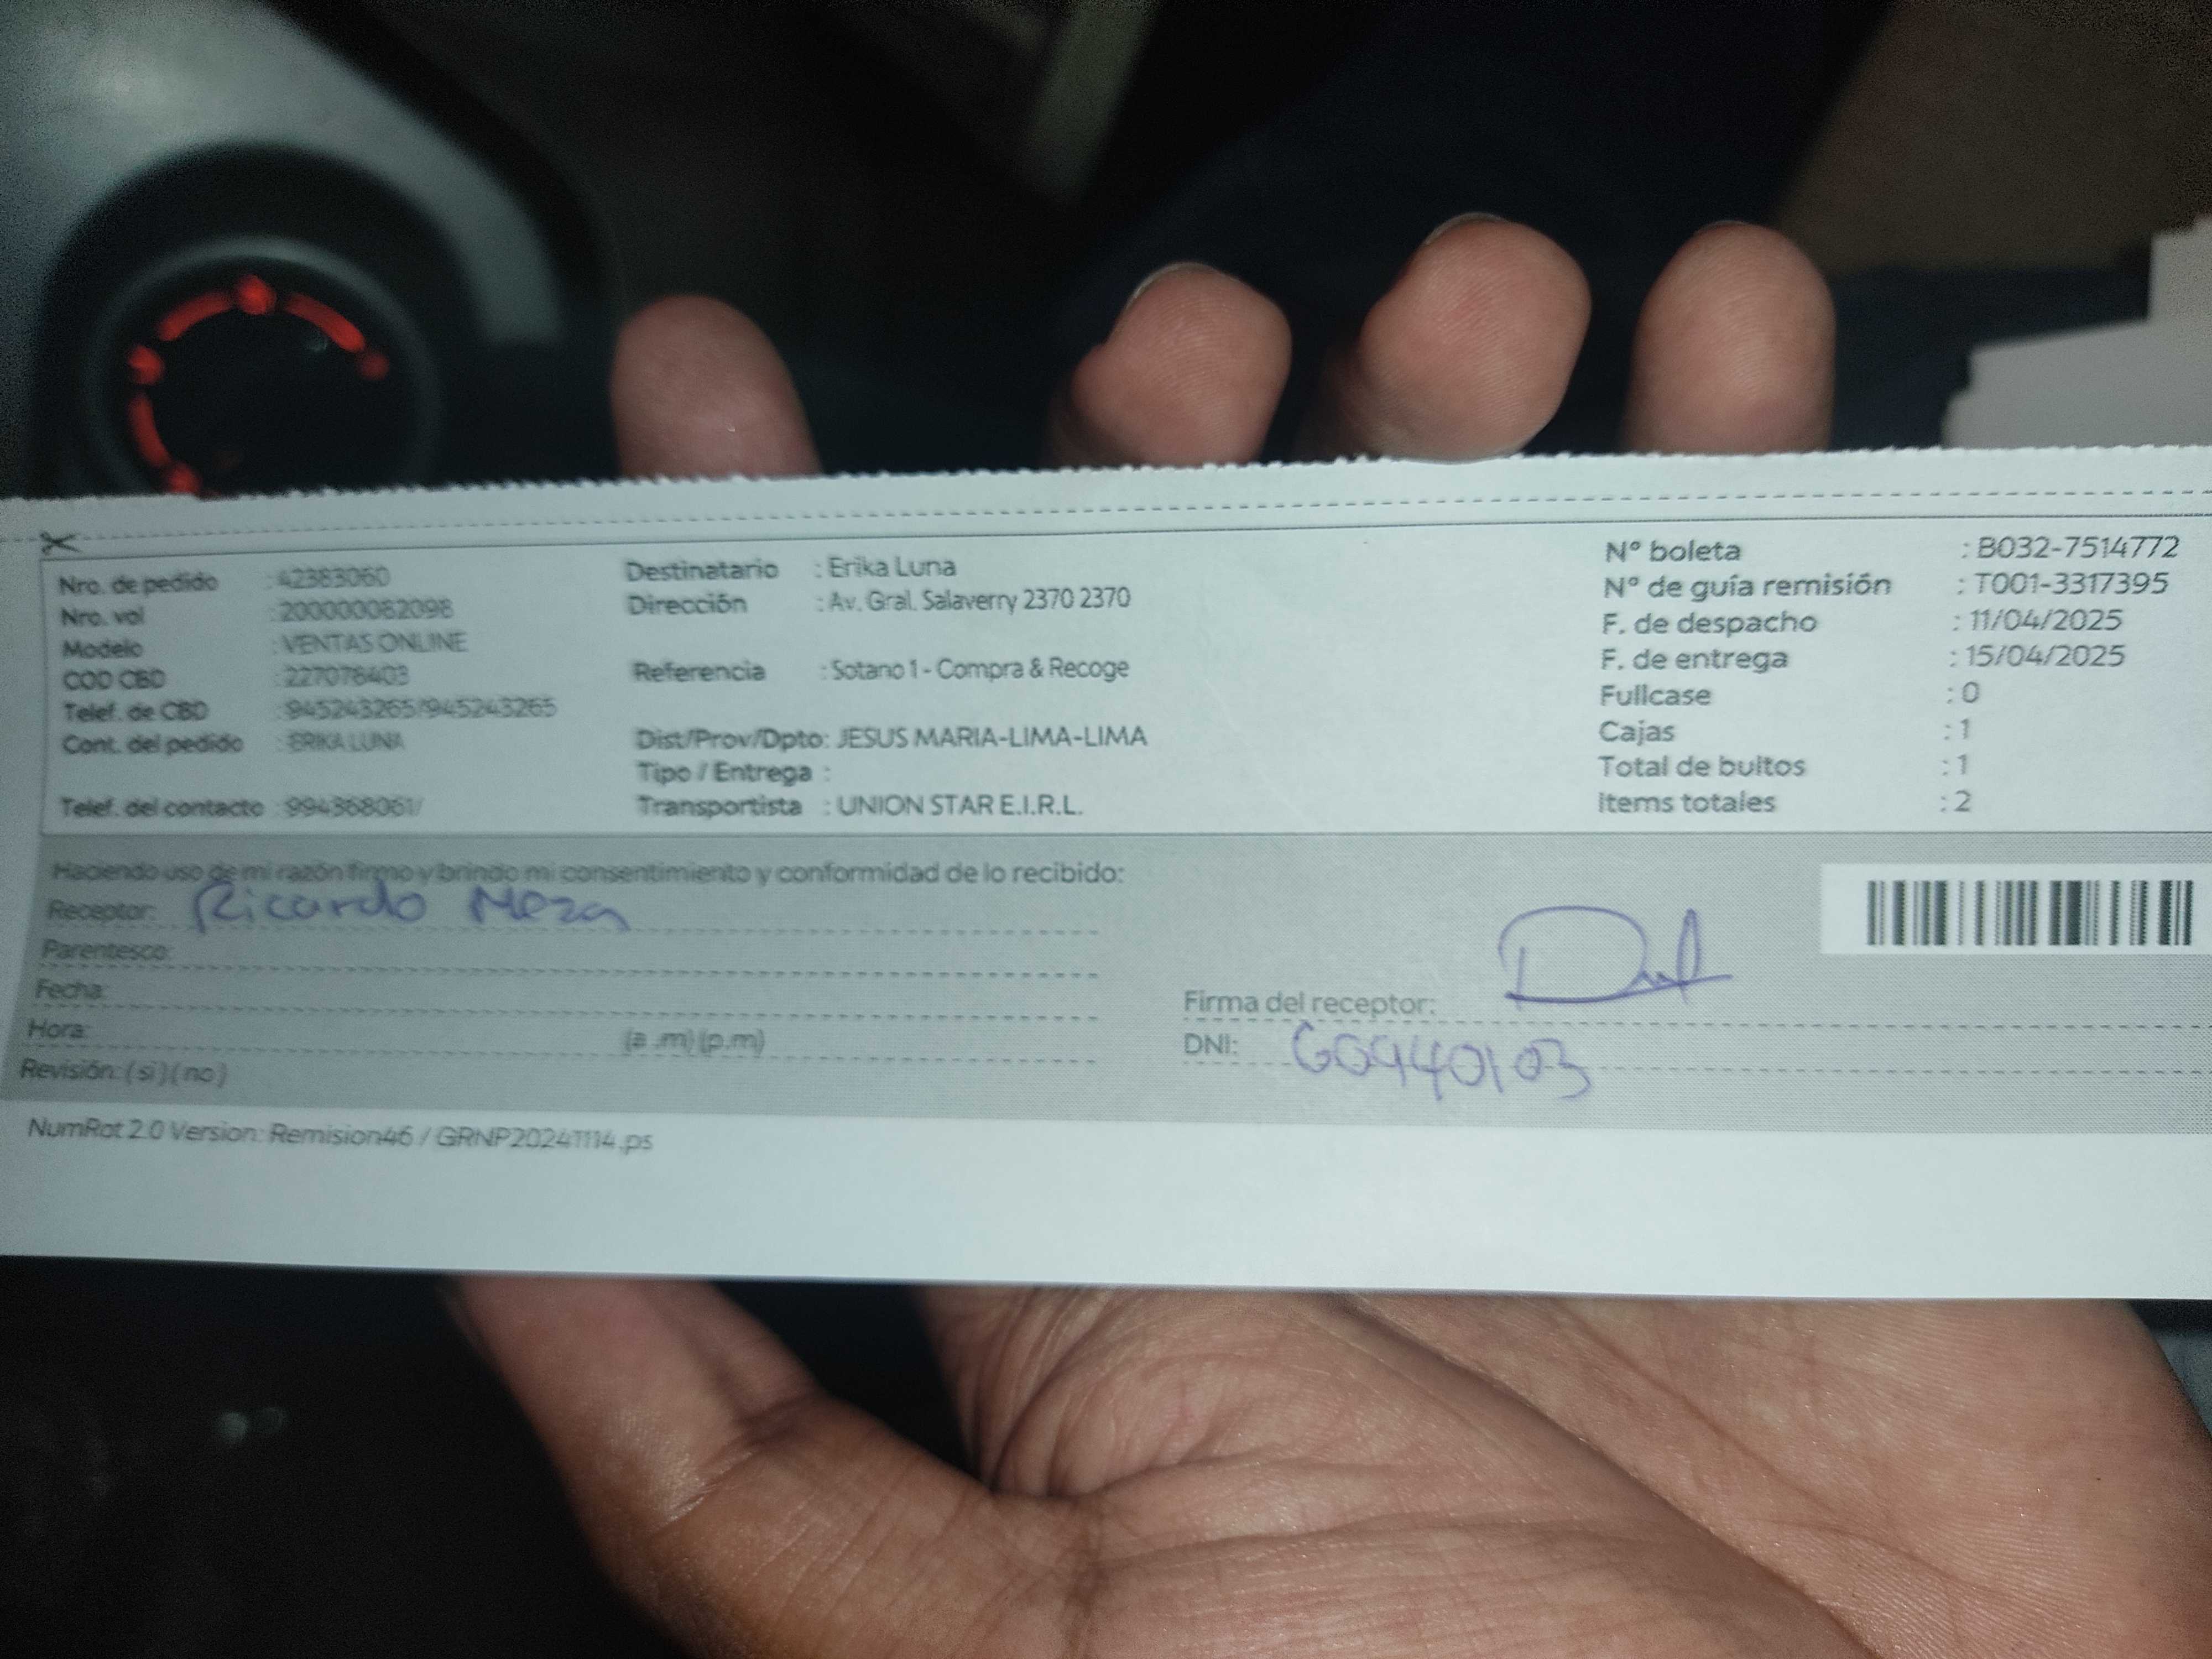 Nro. de pedido : 42383060
Nro. vol : 200000082098
Modelo : VENTAS ONLINE
COD CBD : 227078403
Telef. de CBD : 945243265/945243265
Cont. del pedido : ERIKA LUNA
Telef. del contacto : 994368061/
Destinatario : Erika Luna
Dirección : Av. Gral. Salaverry 2370 2370
Referencia : Sotano 1 - Compra & Recoge
Dist/Prov/Dpto: JESUS MARIA-LIMA-LIMA
Tipo / Entrega :
Transportista : UNION STAR E.I.R.L.
N° boleta : B032-7514772
N° de guía remisión : T001-3317395
F. de despacho : 11/04/2025
F. de entrega : 15/04/2025
Fullcase : 0
Cajas : 1
Total de bultos : 1
Items totales : 2
Haciendo uso de mi razón firmo y brindo mi consentimiento y conformidad de lo recibido:
Receptor: Ricardo Meza
Parentesco:
Fecha:
Hora: (a .m) (p.m)
Revisión: ( si ) ( no )
Firma del receptor:
DNI:
NumRot 2.0 Version: Remision46 / GRNP20241114.ps